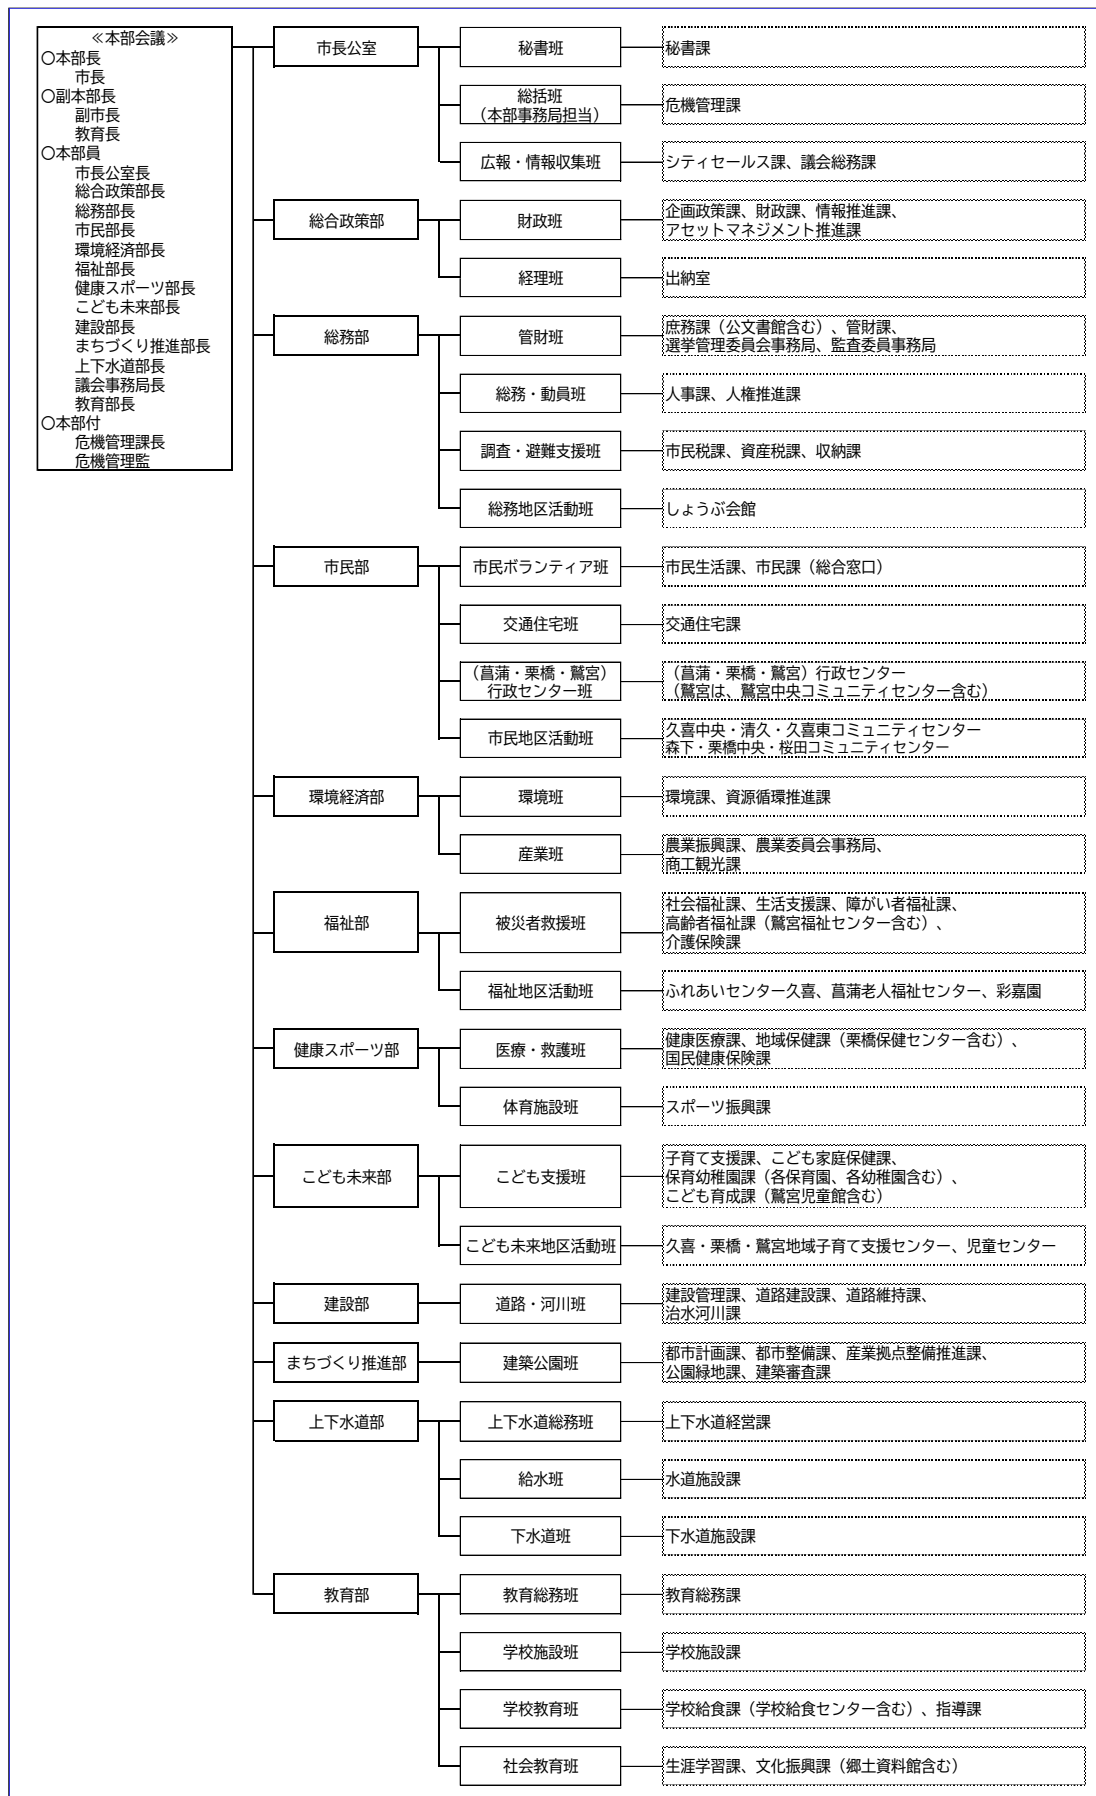 ≪本部会議≫
〇本部長
市長
〇副本部長
副市長
教育長
〇本部員
市長公室長
総合政策部長
総務部長
市民部長
環境経済部長
福祉部長
健康スポーツ部長
こども未来部長
建設部長
まちづくり推進部長
上下水道部長
議会事務局長
教育部長
〇本部付
危機管理課長
危機管理監
市長公室
秘書班
秘書課
総括班
（本部事務局担当）
危機管理課
広報・情報収集班
シティセールス課、議会総務課
総合政策部
財政班
企画政策課、財政課、情報推進課、
アセットマネジメント推進課
経理班
出納室
総務部
管財班
庶務課（公文書館含む）、管財課、
選挙管理委員会事務局、監査委員事務局
総務・動員班
人事課、人権推進課
調査・避難支援班
市民税課、資産税課、収納課
総務地区活動班
しょうぶ会館
市民部
市民ボランティア班
市民生活課、市民課（総合窓口）
交通住宅班
交通住宅課
（菖蒲・栗橋・鷲宮）
行政センター班
（菖蒲・栗橋・鷲宮）行政センター
（鷲宮は、鷲宮中央コミュニティセンター含む）
市民地区活動班
久喜中央・清久・久喜東コミュニティセンター
森下・栗橋中央・桜田コミュニティセンター
環境経済部
環境班
環境課、資源循環推進課
産業班
農業振興課、農業委員会事務局、
商工観光課
福祉部
被災者救援班
社会福祉課、生活支援課、障がい者福祉課、
高齢者福祉課（鷲宮福祉センター含む）、
介護保険課
福祉地区活動班
ふれあいセンター久喜、菖蒲老人福祉センター、彩嘉園
健康スポーツ部
医療・救護班
健康医療課、地域保健課（栗橋保健センター含む）、
国民健康保険課
体育施設班
スポーツ振興課
こども未来部
こども支援班
子育て支援課、こども家庭保健課、
保育幼稚園課（各保育園、各幼稚園含む）、
こども育成課（鷲宮児童館含む）
こども未来地区活動班
久喜・栗橋・鷲宮地域子育て支援センター、児童センター
建設部
道路・河川班
建設管理課、道路建設課、道路維持課、
治水河川課
まちづくり推進部
建築公園班
都市計画課、都市整備課、産業拠点整備推進課、
公園緑地課、建築審査課
上下水道部
上下水道総務班
上下水道経営課
給水班
水道施設課
下水道班
下水道施設課
教育部
教育総務班
教育総務課
学校施設班
学校施設課
学校教育班
学校給食課（学校給食センター含む）、指導課
社会教育班
生涯学習課、文化振興課（郷土資料館含む）